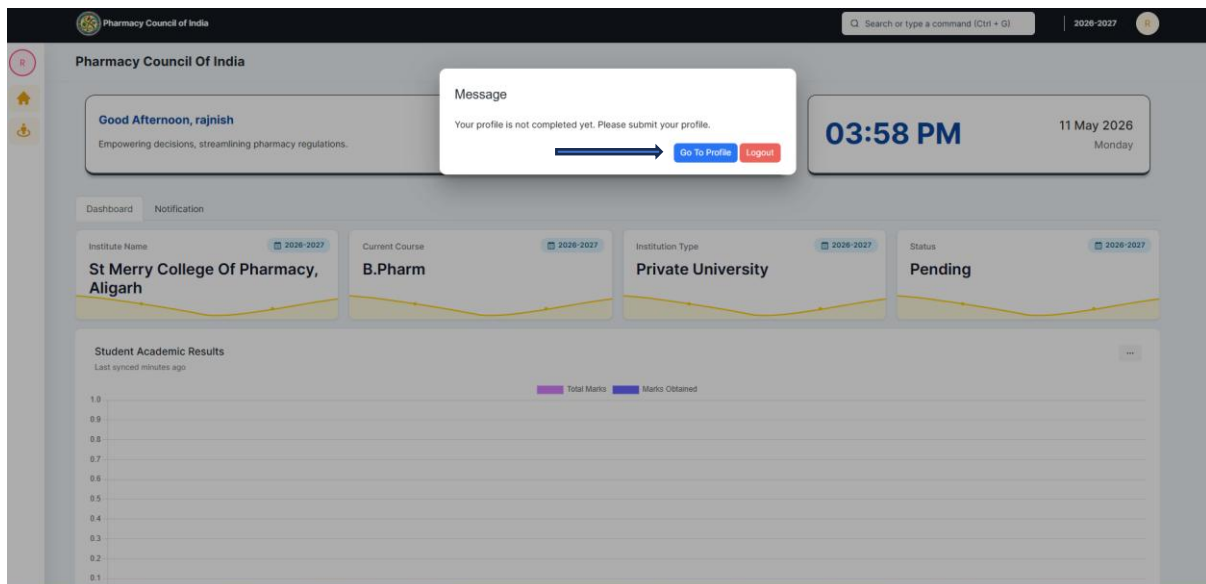 Pharmacy Council of India
Search or type a command (Ctrl + G)
2026-2027
R
R
Pharmacy Council Of India
Message
Your profile is not completed yet. Please submit your profile.
Go To Profile
Logout
Good Afternoon, rajnish
Empowering decisions, streamlining pharmacy regulations.
03:58 PM
11 May 2026
Monday
Dashboard
Notification
Institute Name
2026-2027
St Merry College Of Pharmacy,
Aligarh
Current Course
2026-2027
B.Pharm
Institution Type
2026-2027
Private University
Status
2026-2027
Pending
Student Academic Results
...
Last synced minutes ago
Total Marks
Marks Obtained
1.0
0.9
0.8
0.7
0.6
0.5
0.4
0.3
0.2
0.1